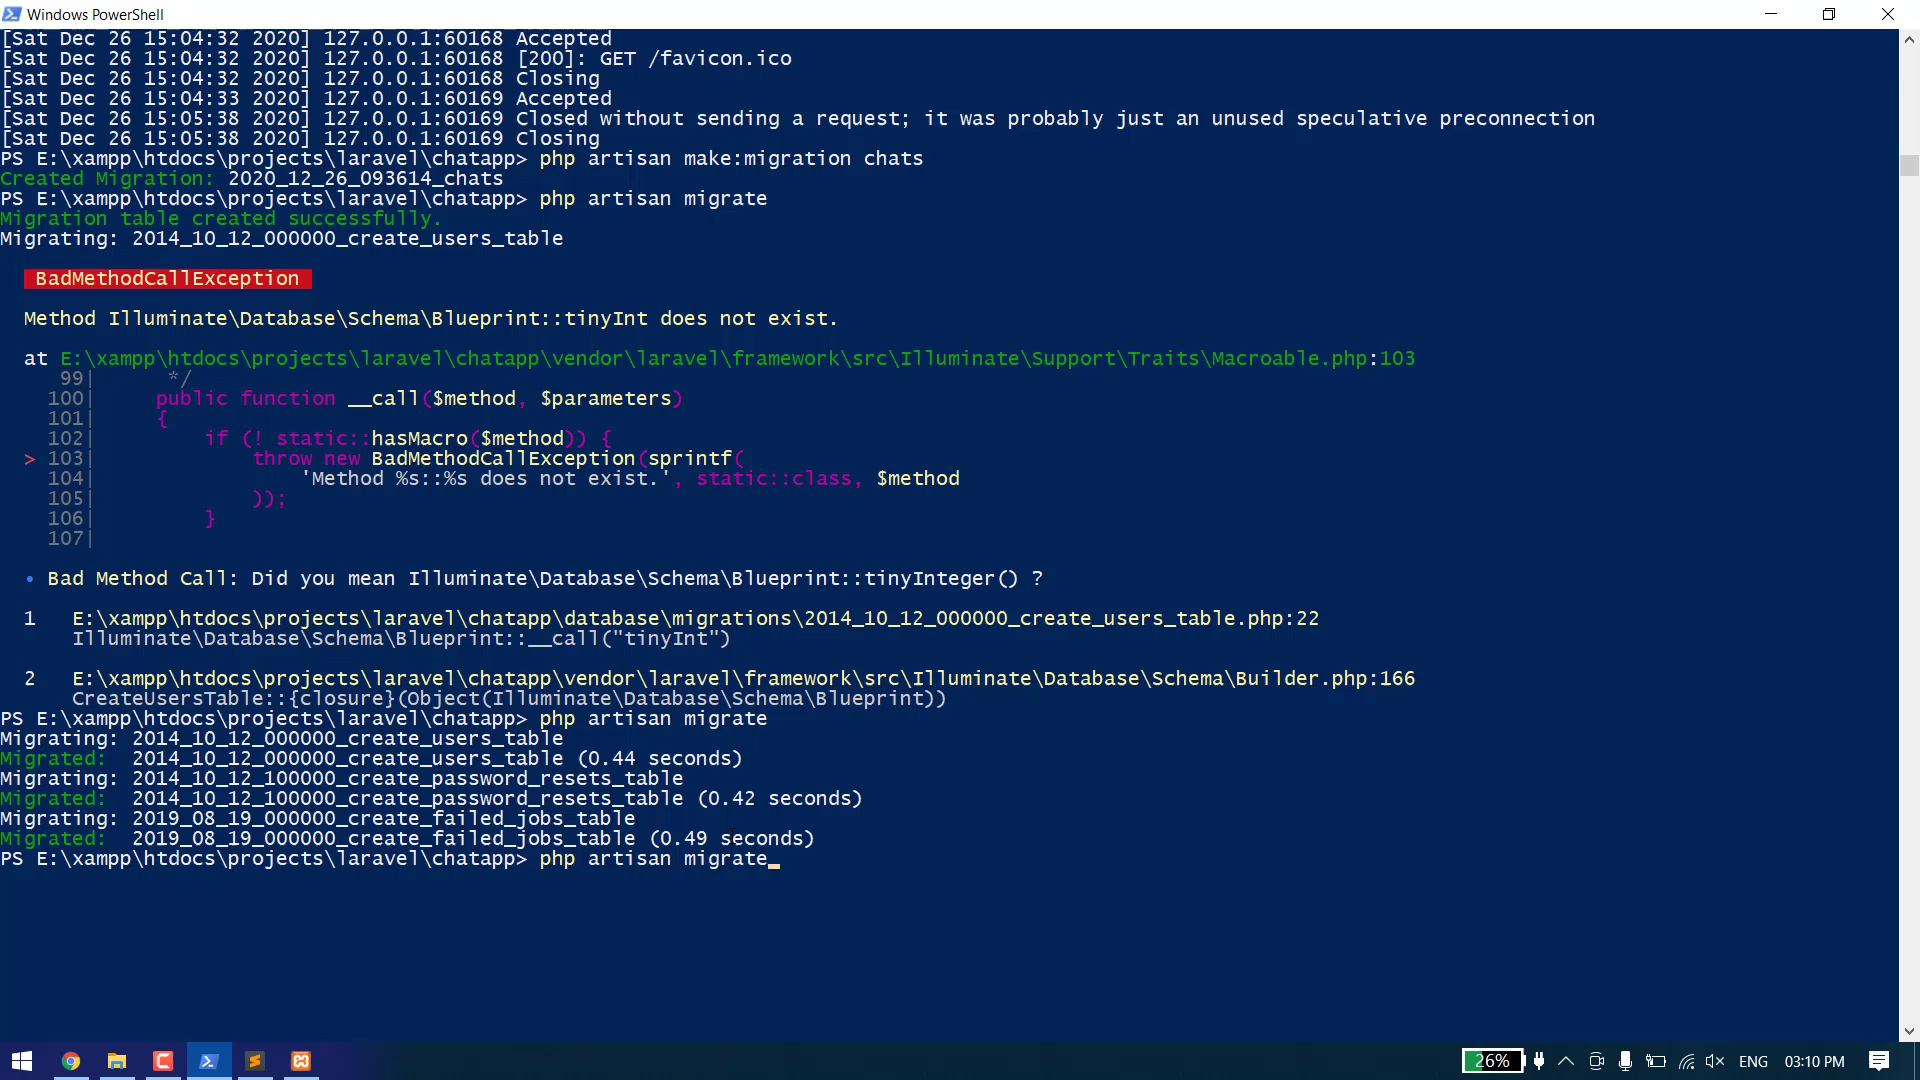 Windows PowerShell
[Sat Dec 26 15:04:32 2020] 127.0.0.1:60168 Accepted
[Sat Dec 26 15:04:32 2020] 127.0.0.1:60168 [200]: GET /favicon.ico
[Sat Dec 26 15:04:32 2020] 127.0.0.1:60168 Closing
[Sat Dec 26 15:04:33 2020] 127.0.0.1:60169 Accepted
[Sat Dec 26 15:05:38 2020] 127.0.0.1:60169 Closed without sending a request; it was probably just an unused speculative preconnection
[Sat Dec 26 15:05:38 2020] 127.0.0.1:60169 Closing
PS E:\xampp\htdocs\projects\laravel\chatapp> php artisan make:migration chats
Created Migration: 2020_12_26_093614_chats
PS E:\xampp\htdocs\projects\laravel\chatapp> php artisan migrate
Migration table created successfully.
Migrating: 2014_10_12_000000_create_users_table
BadMethodCallException
Method Illuminate\Database\Schema\Blueprint::tinyInt does not exist.
at E:\xampp\htdocs\projects\laravel\chatapp\vendor\laravel\framework\src\Illuminate\Support\Traits\Macroable.php:103
99| */
100| public function __call($method, $parameters)
101| {
102| if (! static::hasMacro($method)) {
> 103| throw new BadMethodCallException(sprintf(
104| 'Method %s::%s does not exist.', static::class, $method
105| ));
106| }
107|
• Bad Method Call: Did you mean Illuminate\Database\Schema\Blueprint::tinyInteger() ?
1 E:\xampp\htdocs\projects\laravel\chatapp\database\migrations\2014_10_12_000000_create_users_table.php:22
Illuminate\Database\Schema\Blueprint::__call("tinyInt")
2 E:\xampp\htdocs\projects\laravel\chatapp\vendor\laravel\framework\src\Illuminate\Database\Schema\Builder.php:166
CreateUsersTable::{closure}(Object(Illuminate\Database\Schema\Blueprint))
PS E:\xampp\htdocs\projects\laravel\chatapp> php artisan migrate
Migrating: 2014_10_12_000000_create_users_table
Migrated: 2014_10_12_000000_create_users_table (0.44 seconds)
Migrating: 2014_10_12_100000_create_password_resets_table
Migrated: 2014_10_12_100000_create_password_resets_table (0.42 seconds)
Migrating: 2019_08_19_000000_create_failed_jobs_table
Migrated: 2019_08_19_000000_create_failed_jobs_table (0.49 seconds)
PS E:\xampp\htdocs\projects\laravel\chatapp> php artisan migrate_
26% ENG 03:10 PM